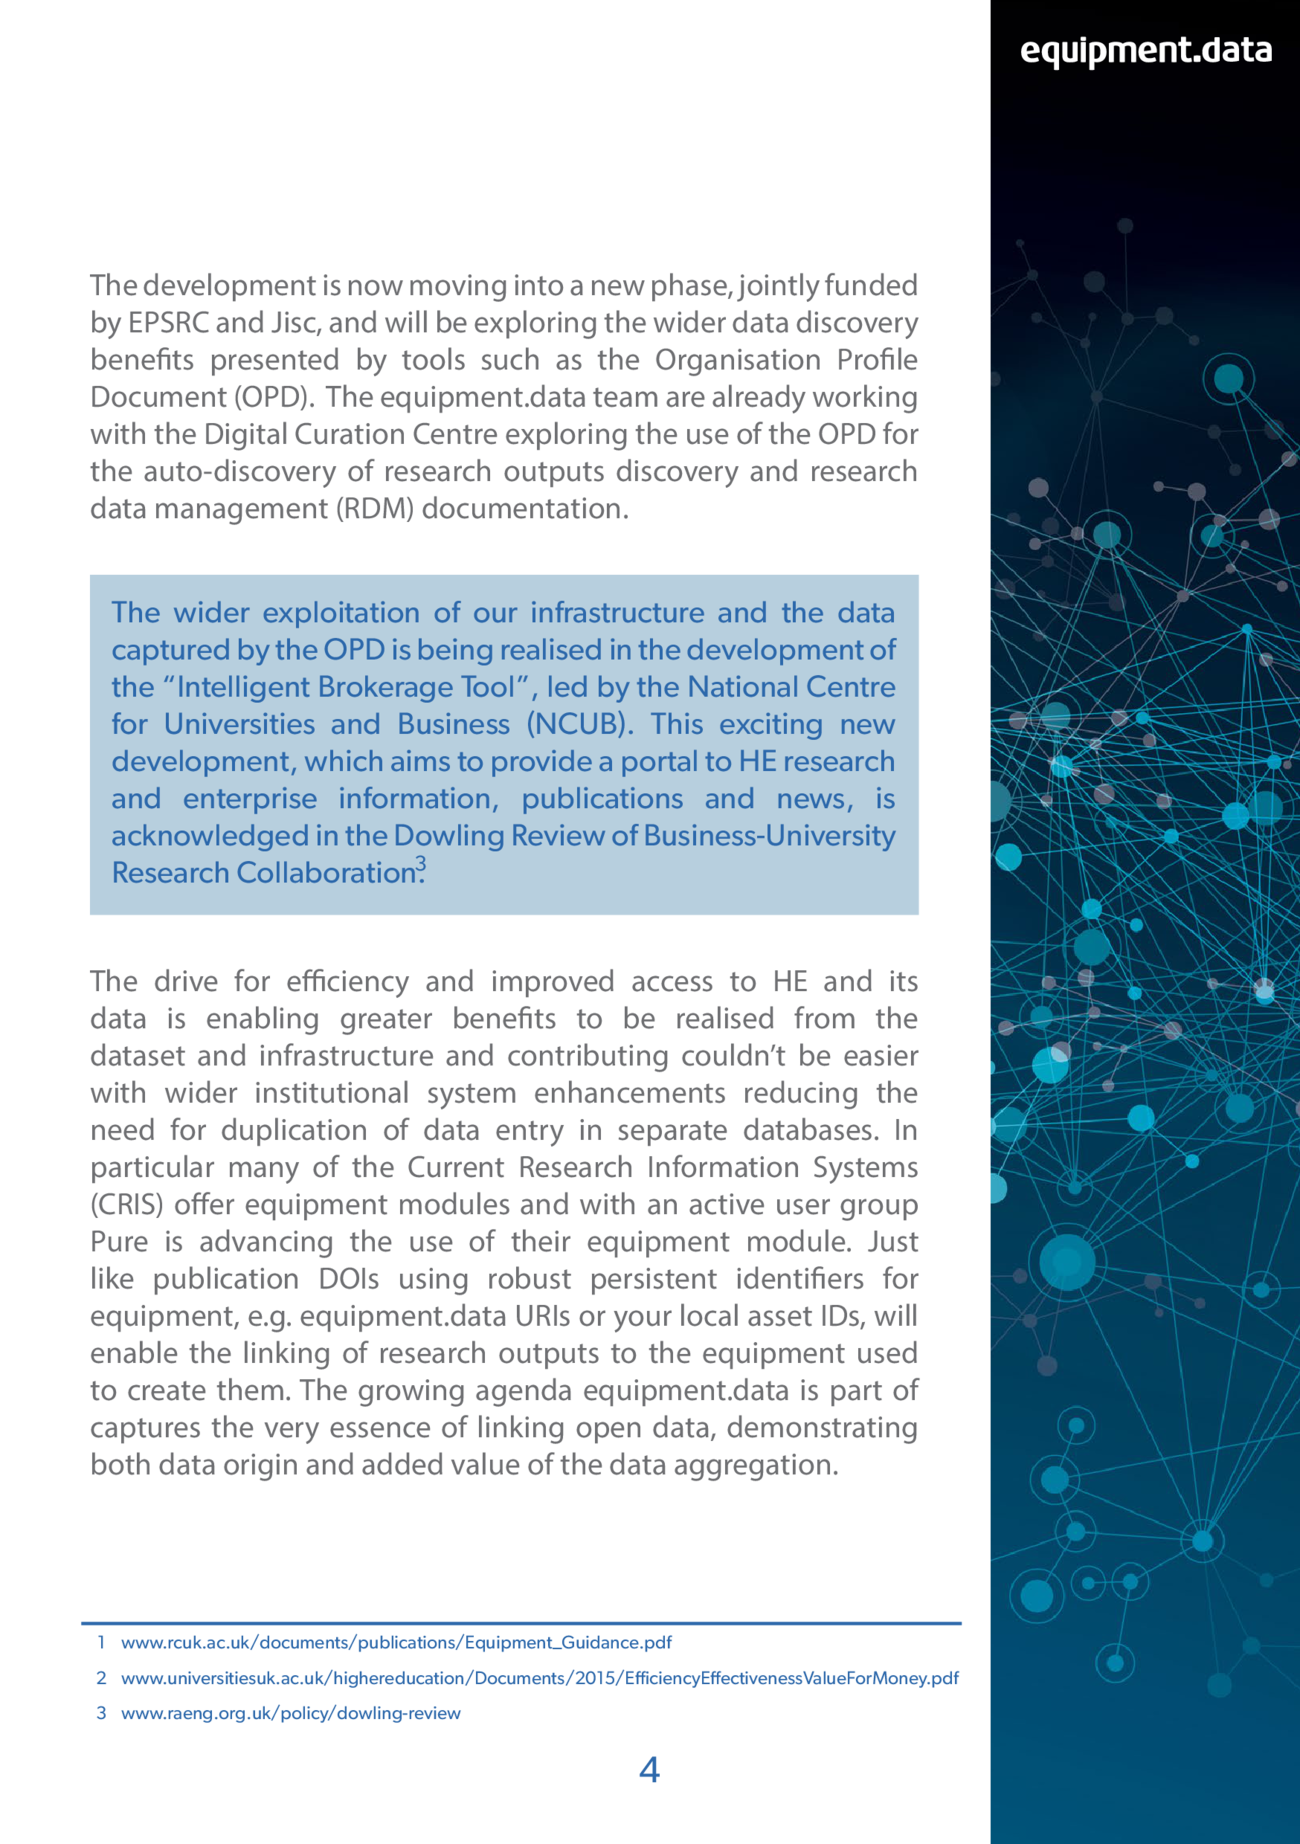 equipment.data
The development is now moving into a new phase, jointly funded
by EPSRC and Jisc, and will be exploring the wider data discovery
benefits presented by tools such as the Organisation Profile
Document (OPD). The equipment.data team are already working
with the Digital Curation Centre exploring the use of the OPD for
the auto-discovery of research outputs discovery and research
data management (RDM) documentation.
The wider exploitation of our infrastructure and the data
captured by the OPD is being realised in the development of
the “Intelligent Brokerage Tool”, led by the National Centre
for Universities and Business (NCUB). This exciting new
development, which aims to provide a portal to HE research
and enterprise information, publications and news, is
acknowledged in the Dowling Review of Business-University
Research Collaboration.3
The drive for efficiency and improved access to HE and its
data is enabling greater benefits to be realised from the
dataset and infrastructure and contributing couldn’t be easier
with wider institutional system enhancements reducing the
need for duplication of data entry in separate databases. In
particular many of the Current Research Information Systems
(CRIS) offer equipment modules and with an active user group
Pure is advancing the use of their equipment module. Just
like publication DOIs using robust persistent identifiers for
equipment, e.g. equipment.data URIs or your local asset IDs, will
enable the linking of research outputs to the equipment used
to create them. The growing agenda equipment.data is part of
captures the very essence of linking open data, demonstrating
both data origin and added value of the data aggregation.
1 www.rcuk.ac.uk/documents/publications/Equipment_Guidance.pdf
2 www.universitiesuk.ac.uk/highereducation/Documents/2015/EfficiencyEffectivenessValueForMoney.pdf
3 www.raeng.org.uk/policy/dowling-review
4